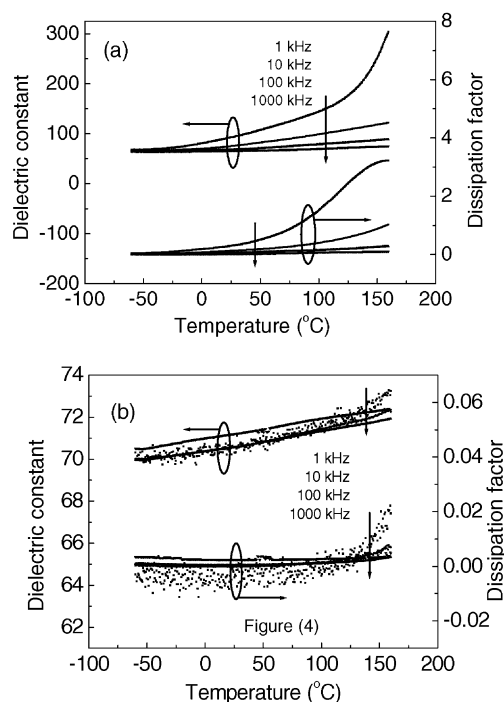 300
200
100
0
-100
-200
Dielectric constant
(a)
1 kHz
10 kHz
100 kHz
1000 kHz
8
6
4
2
0
Dissipation factor
-100 -50 0 50 100 150 200
Temperature (°C)
74
72
70
68
66
64
62
Dielectric constant
(b)
1 kHz
10 kHz
100 kHz
1000 kHz
0.06
0.04
0.02
0.00
-0.02
Dissipation factor
Figure (4)
-100 -50 0 50 100 150 200
Temperature (°C)